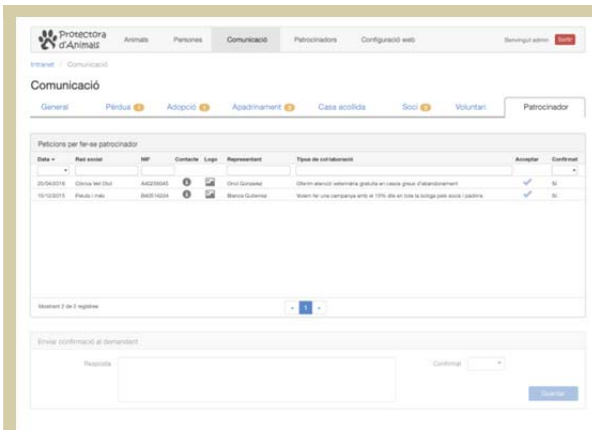 Protectora d'Animals
Animals Persones Comunicació Patrocinadors Configuració web Benvingut admin Sortir
Intranet / Comunicació
Comunicació
General Pèrdua Adopció Apadrinament Casa acollida Soci Voluntari Patrocinador
Peticions per fer-se patrocinador
Data Raó social NIF Contacte Logo Representant Tipus de col·laboració Acceptar Confirmat
25/04/2016 Clínica Vet Olot Oriol Gonzalez Oferim atenció veterinària gratuïta en casos greus d'abandonament Sí
15/10/2015 Peluts i més Blanca Gutierrez Volem fer una campanya amb el 10% dte en tota la botiga pels socis i padrins Sí
Mostrant 2 de 2 registres « 1 »
Enviar confirmació al demandant
Resposta Confirmat
Guardar